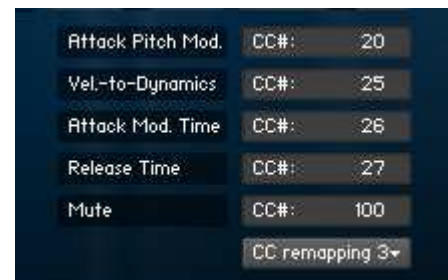 Attack Pitch Mod. CC#: 20
Vel.-to-Dynamics CC#: 25
Attack Mod. Time CC#: 26
Release Time CC#: 27
Mute CC#: 100
CC remapping 3